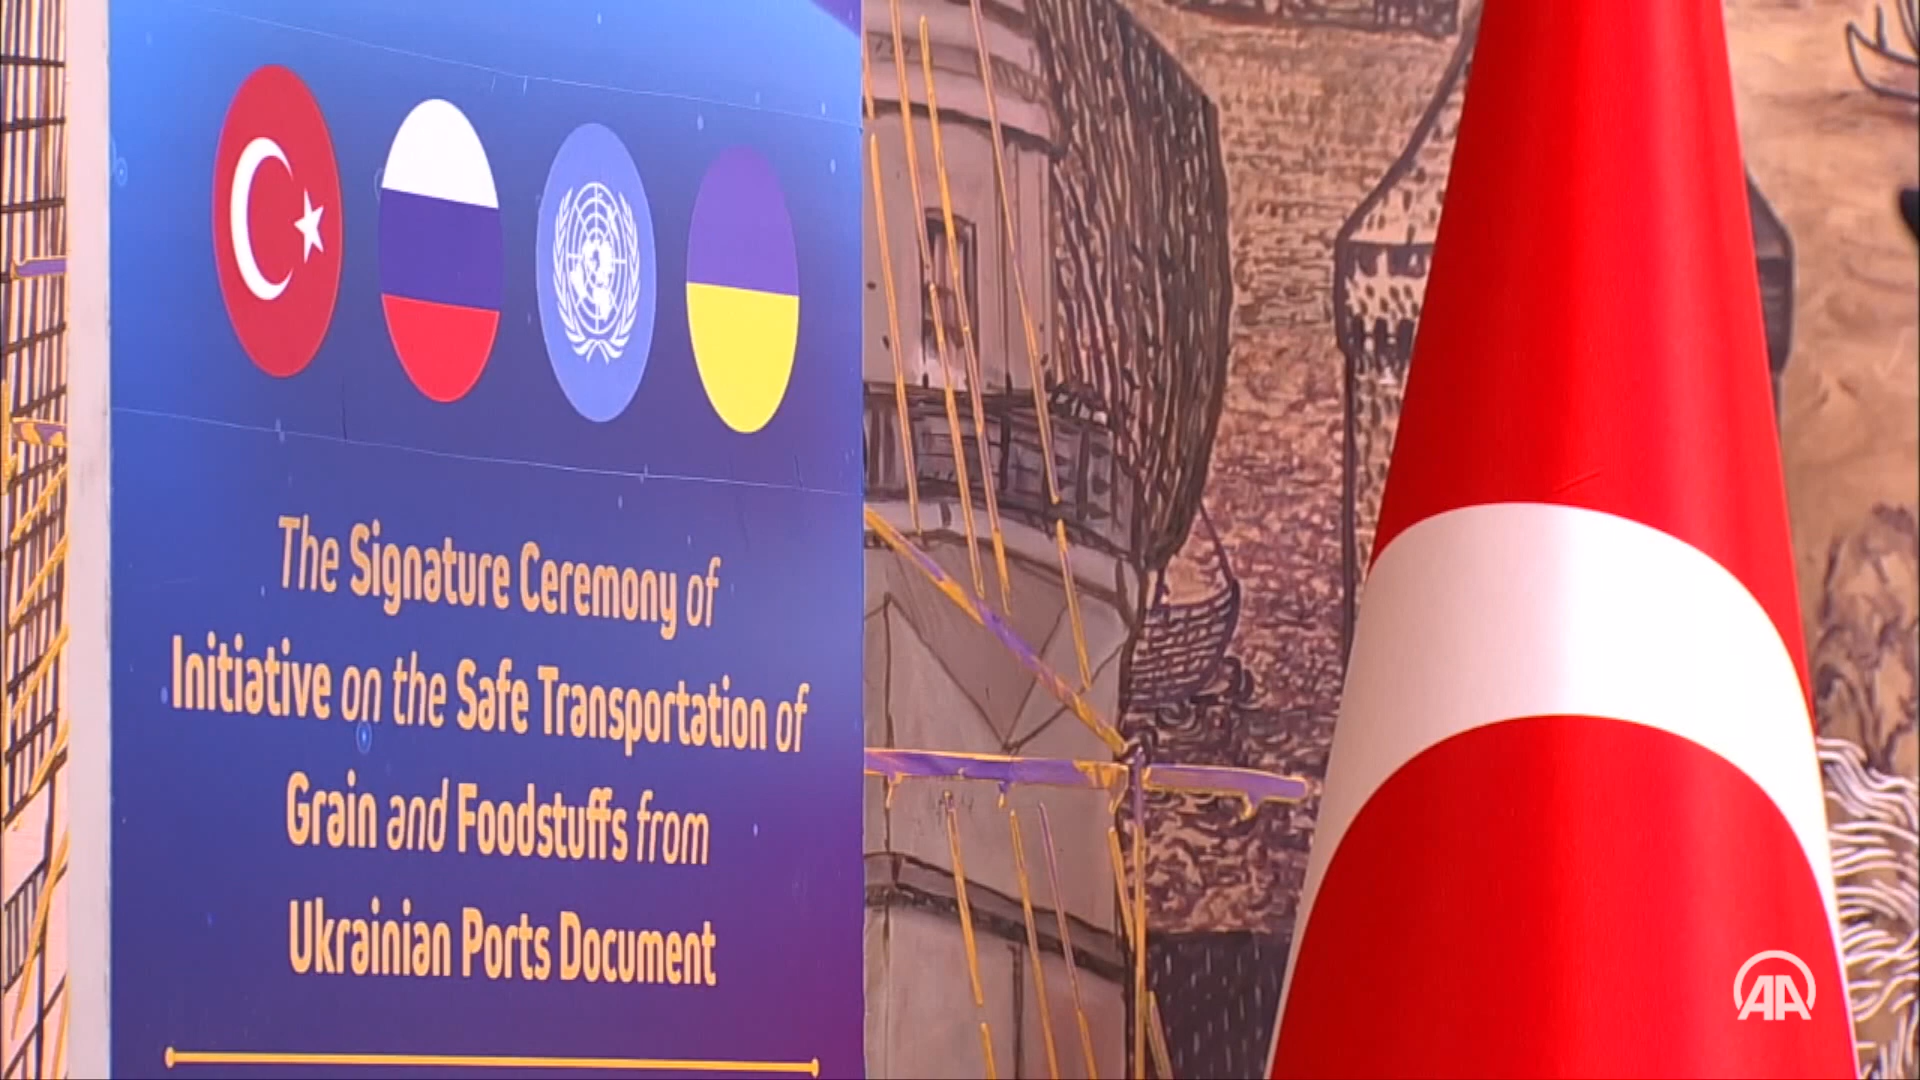 The Signature Ceremony of
Initiative on the Safe Transportation of
Grain and Foodstuffs from
Ukrainian Ports Document
AA